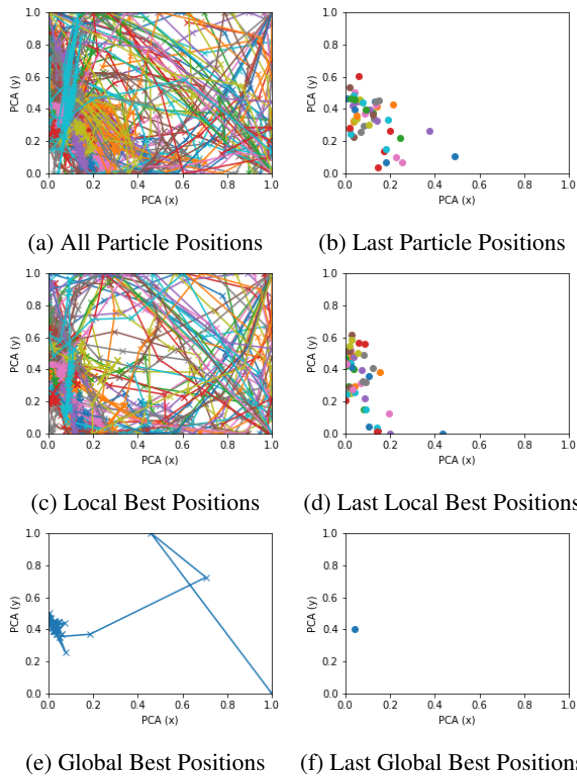 1.0
0.8
0.6
0.4
0.2
0.0
PCA (y)
0.0 0.2 0.4 0.6 0.8 1.0
PCA (x)
(a) All Particle Positions
1.0
0.8
0.6
0.4
0.2
0.0
PCA (y)
0.0 0.2 0.4 0.6 0.8 1.0
PCA (x)
(b) Last Particle Positions
1.0
0.8
0.6
0.4
0.2
0.0
PCA (y)
0.0 0.2 0.4 0.6 0.8 1.0
PCA (x)
(c) Local Best Positions
1.0
0.8
0.6
0.4
0.2
0.0
PCA (y)
0.0 0.2 0.4 0.6 0.8 1.0
PCA (x)
(d) Last Local Best Positions
1.0
0.8
0.6
0.4
0.2
0.0
PCA (y)
0.0 0.2 0.4 0.6 0.8 1.0
PCA (x)
(e) Global Best Positions
1.0
0.8
0.6
0.4
0.2
0.0
PCA (y)
0.0 0.2 0.4 0.6 0.8 1.0
PCA (x)
(f) Last Global Best Positions